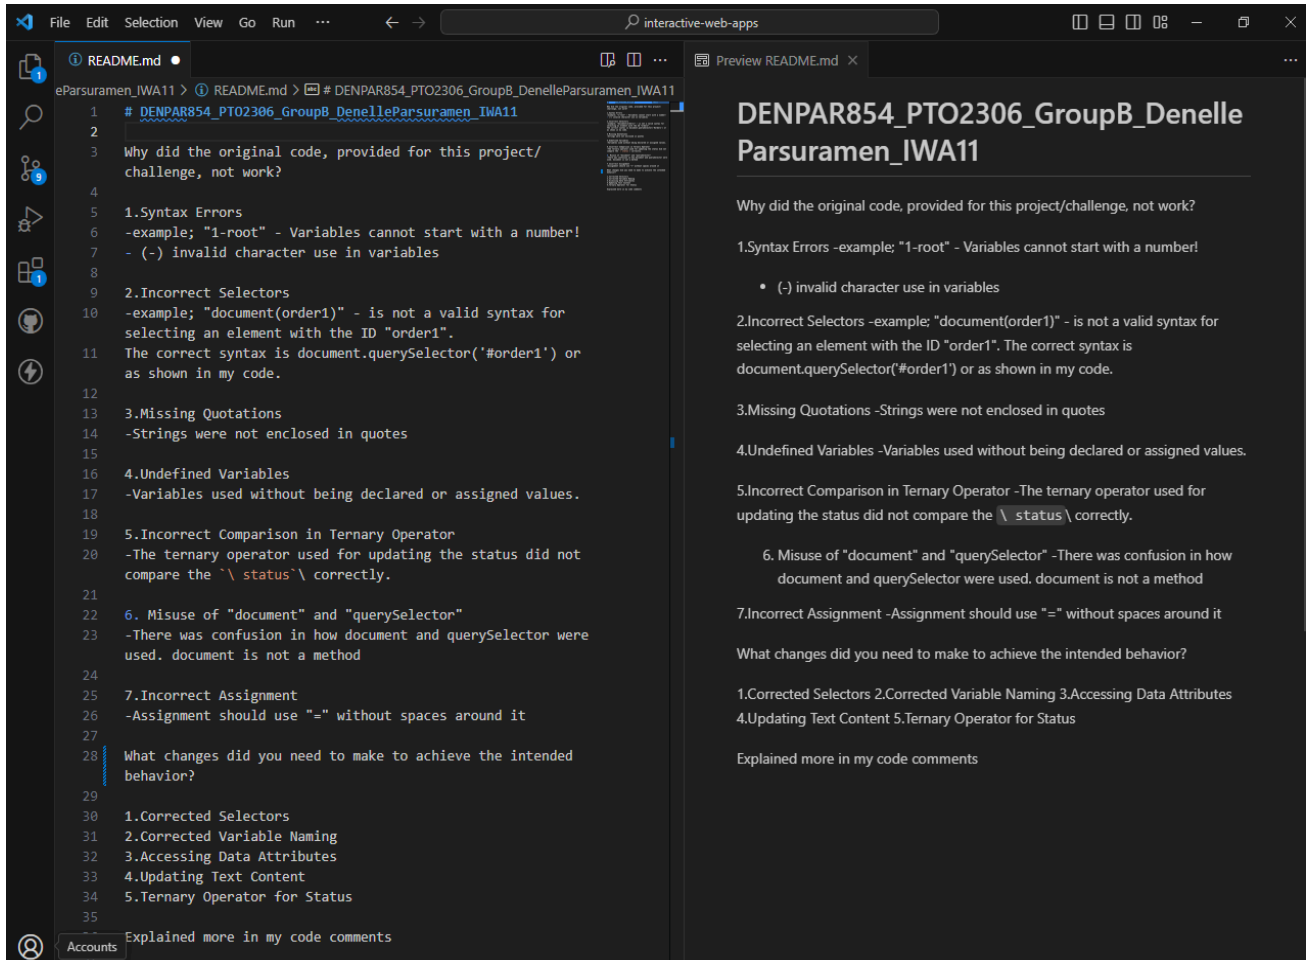 File Edit Selection View Go Run ··· interactive-web-apps
README.md
eParsuramen_IWA11 > README.md > # DENPAR854_PTO2306_GroupB_DenelleParsuramen_IWA11
1 # DENPAR854_PTO2306_GroupB_DenelleParsuramen_IWA11
2
3 Why did the original code, provided for this project/
challenge, not work?
4
5 1.Syntax Errors
6 -example; "1-root" - Variables cannot start with a number!
7 - (-) invalid character use in variables
8
9 2.Incorrect Selectors
10 -example; "document(order1)" - is not a valid syntax for
selecting an element with the ID "order1".
11 The correct syntax is document.querySelector('#order1') or
as shown in my code.
12
13 3.Missing Quotations
14 -Strings were not enclosed in quotes
15
16 4.Undefined Variables
17 -Variables used without being declared or assigned values.
18
19 5.Incorrect Comparison in Ternary Operator
20 -The ternary operator used for updating the status did not
compare the `\ status`\ correctly.
21
22 6. Misuse of "document" and "querySelector"
23 -There was confusion in how document and querySelector were
used. document is not a method
24
25 7.Incorrect Assignment
26 -Assignment should use "=" without spaces around it
27
28 What changes did you need to make to achieve the intended
behavior?
29
30 1.Corrected Selectors
31 2.Corrected Variable Naming
32 3.Accessing Data Attributes
33 4.Updating Text Content
34 5.Ternary Operator for Status
35
Explained more in my code comments
1
9
1
Accounts
Preview README.md
DENPAR854_PTO2306_GroupB_Denelle
Parsuramen_IWA11
Why did the original code, provided for this project/challenge, not work?
1.Syntax Errors -example; "1-root" - Variables cannot start with a number!
• (-) invalid character use in variables
2.Incorrect Selectors -example; "document(order1)" - is not a valid syntax for
selecting an element with the ID "order1". The correct syntax is
document.querySelector('#order1') or as shown in my code.
3.Missing Quotations -Strings were not enclosed in quotes
4.Undefined Variables -Variables used without being declared or assigned values.
5.Incorrect Comparison in Ternary Operator -The ternary operator used for
updating the status did not compare the \ status\ correctly.
6. Misuse of "document" and "querySelector" -There was confusion in how
document and querySelector were used. document is not a method
7.Incorrect Assignment -Assignment should use "=" without spaces around it
What changes did you need to make to achieve the intended behavior?
1.Corrected Selectors 2.Corrected Variable Naming 3.Accessing Data Attributes
4.Updating Text Content 5.Ternary Operator for Status
Explained more in my code comments